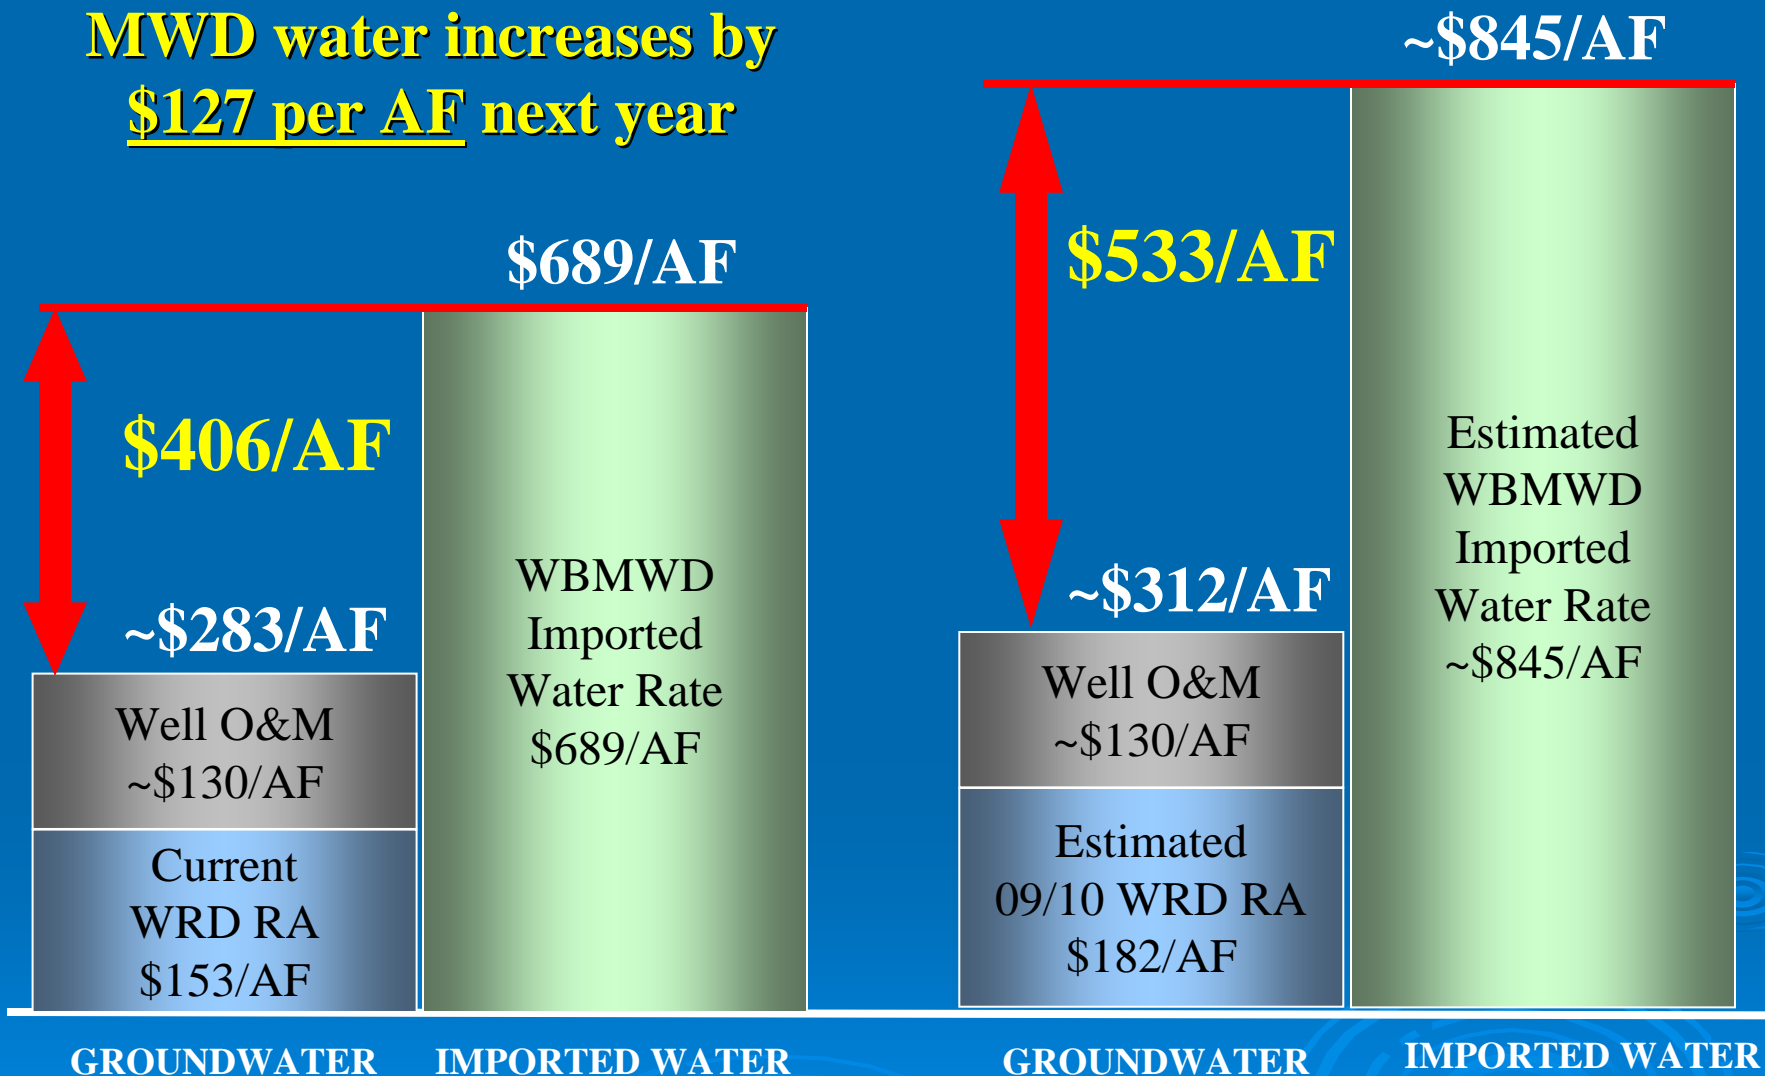 MWD water increases by
$127 per AF next year
$689/AF
$406/AF
~$283/AF
Well O&M
~$130/AF
Current
WRD RA
$153/AF
WBMWD
Imported
Water Rate
$689/AF
GROUNDWATER
IMPORTED WATER
~$845/AF
$533/AF
~$312/AF
Well O&M
~$130/AF
Estimated
09/10 WRD RA
$182/AF
Estimated
WBMWD
Imported
Water Rate
~$845/AF
GROUNDWATER
IMPORTED WATER